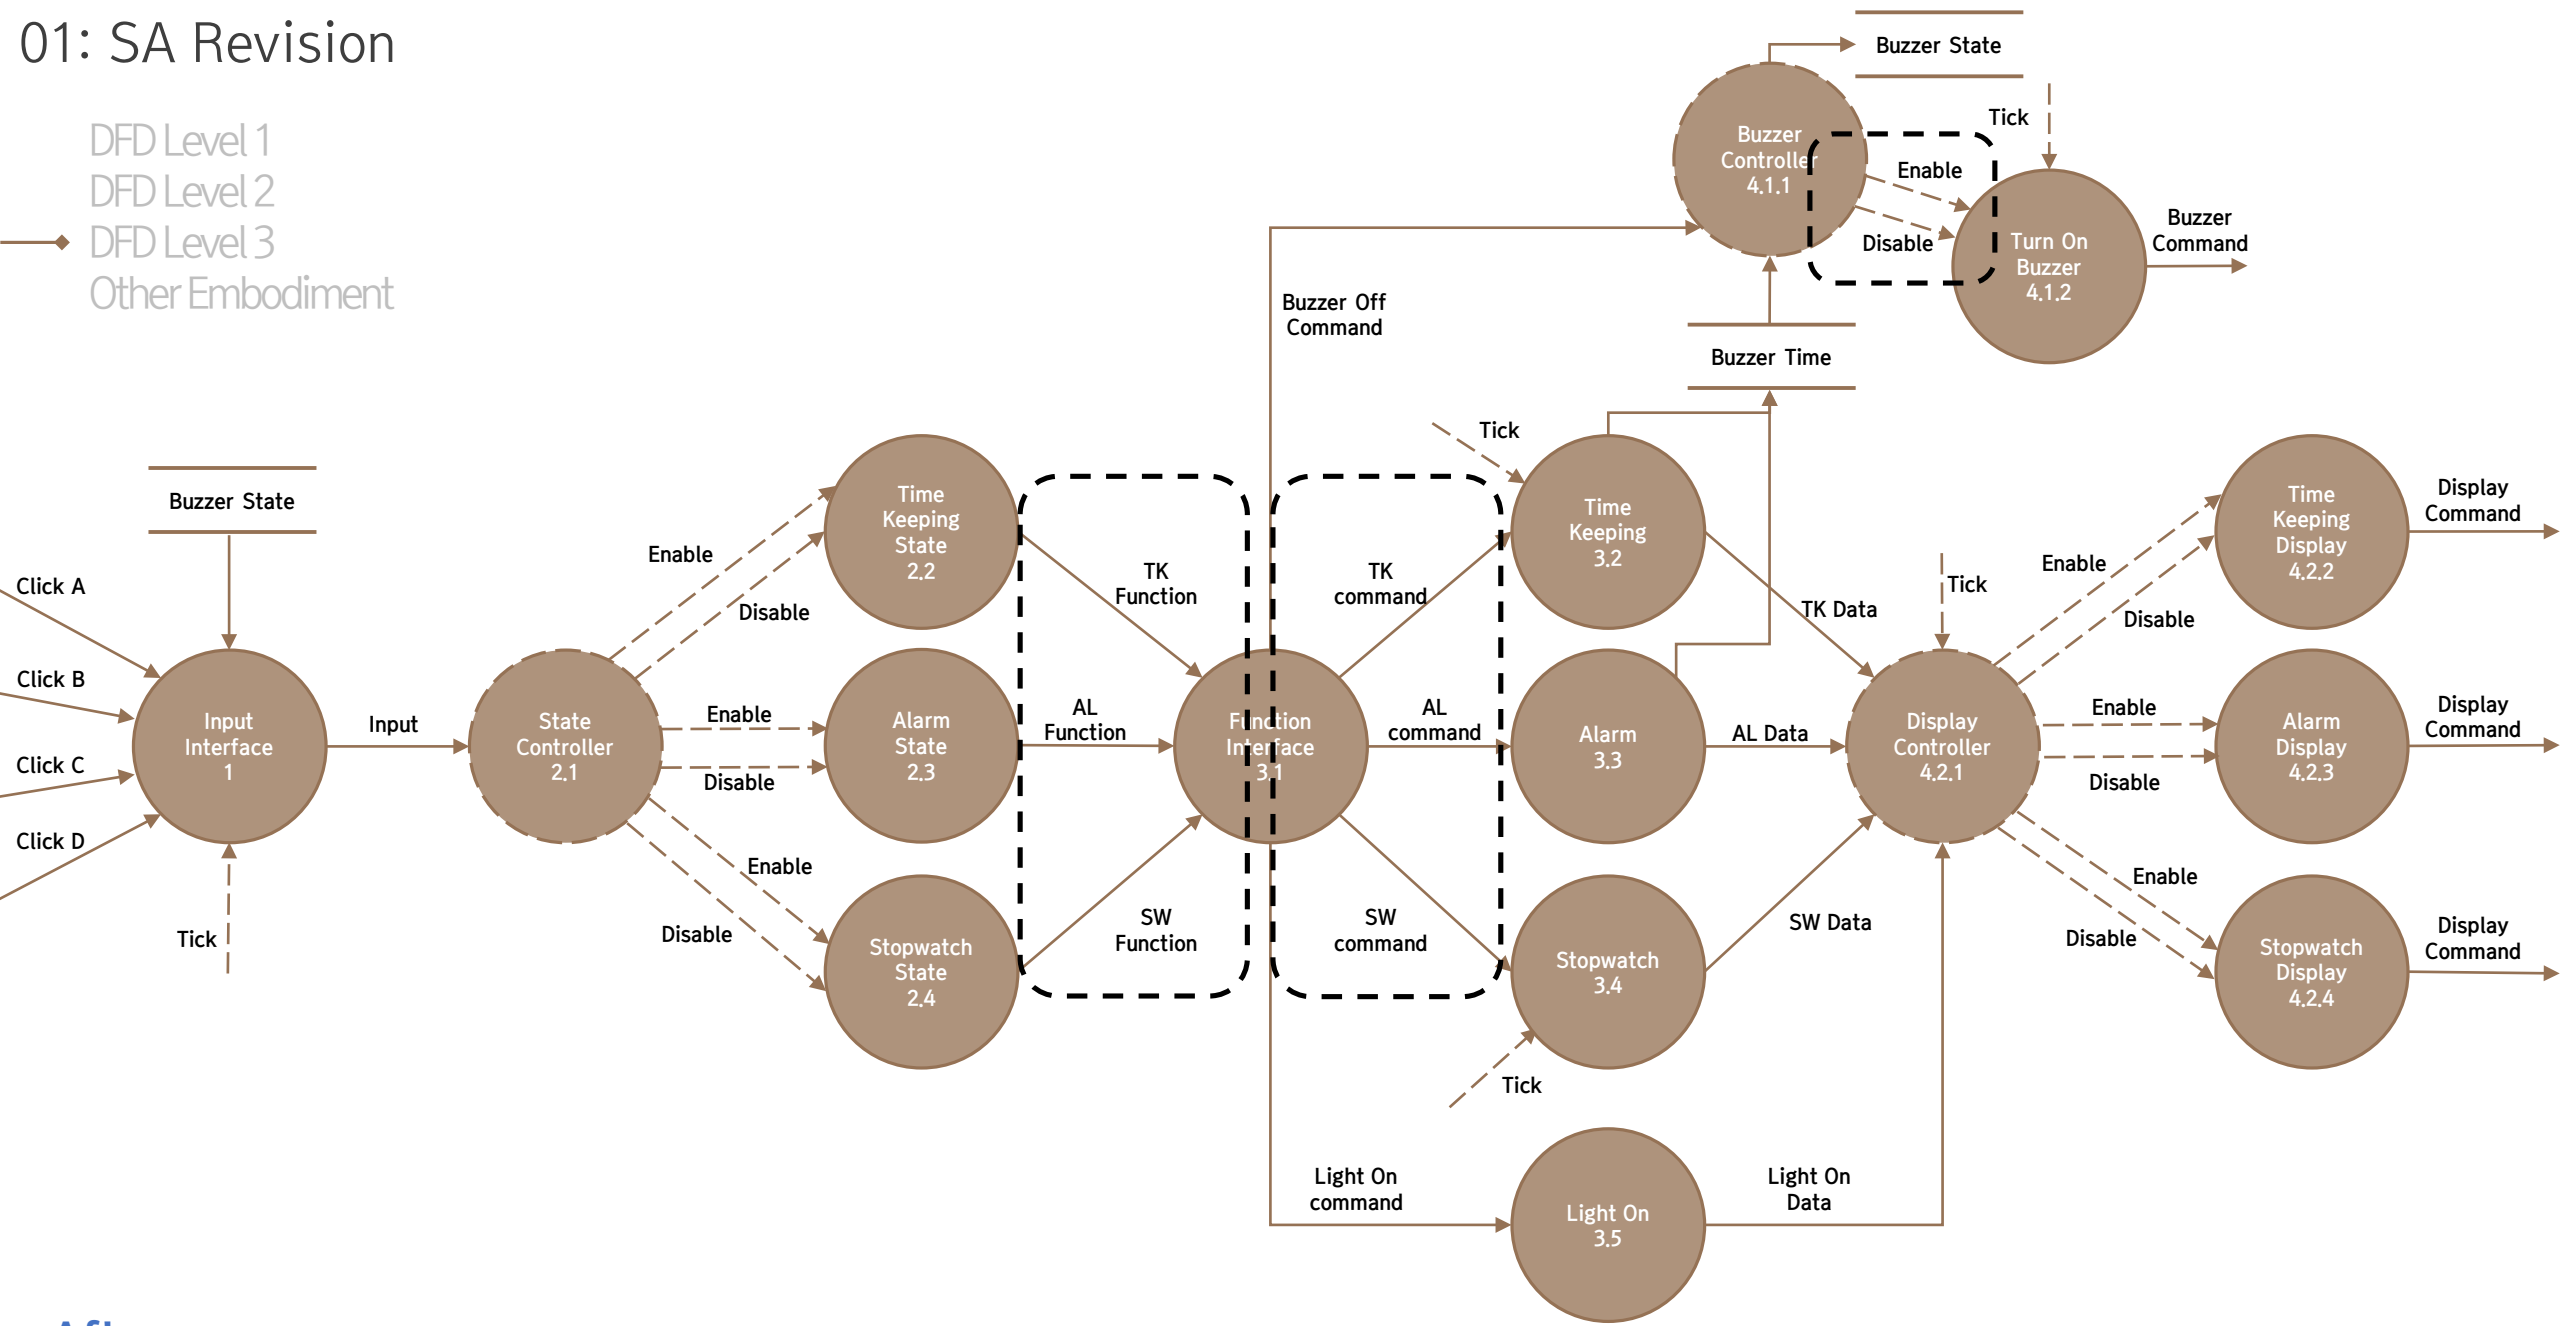 01: SA Revision
DFD Level 1
DFD Level 2
DFD Level 3
Other Embodiment
Buzzer State
Buzzer
Controller
4.1.1
Tick
Enable
Disable
Turn On
Buzzer
4.1.2
Buzzer
Command
Buzzer Off
Command
Buzzer Time
Buzzer State
Click A
Click B
Click C
Click D
Input
Interface
1
Tick
Input
State
Controller
2.1
Enable
Disable
Enable
Disable
Enable
Disable
Time
Keeping
State
2.2
Alarm
State
2.3
Stopwatch
State
2.4
TK
Function
AL
Function
SW
Function
Function
Interface
3.1
TK
command
AL
command
SW
command
Tick
Time
Keeping
3.2
Alarm
3.3
Stopwatch
3.4
Tick
Light On
command
Light On
3.5
Light On
Data
TK Data
AL Data
SW Data
Tick
Display
Controller
4.2.1
Enable
Disable
Enable
Disable
Enable
Disable
Time
Keeping
Display
4.2.2
Alarm
Display
4.2.3
Stopwatch
Display
4.2.4
Display
Command
Display
Command
Display
Command